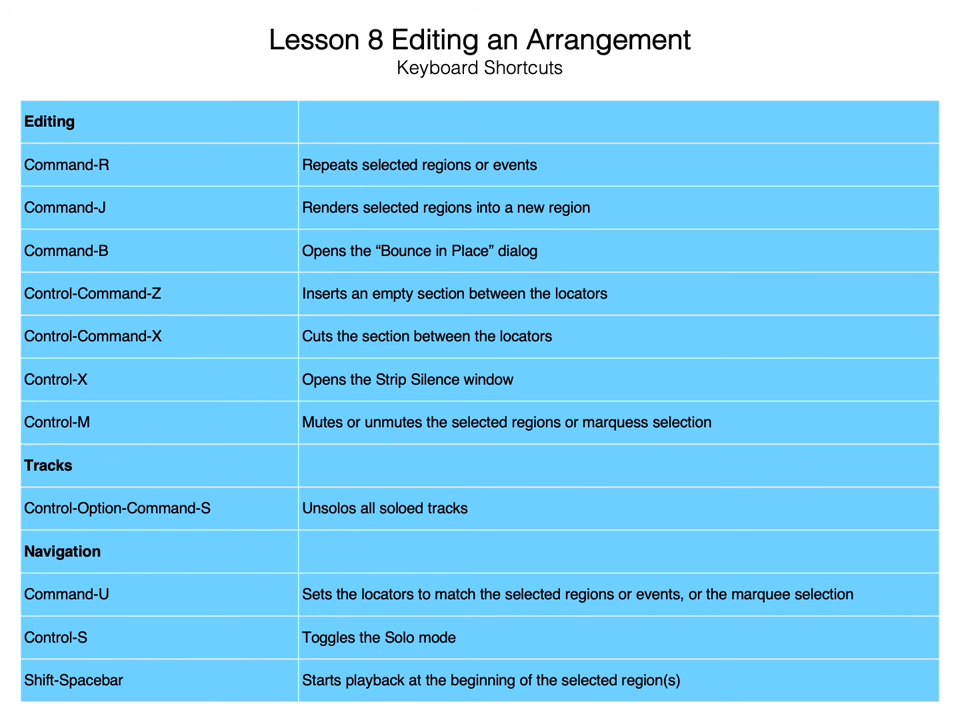 Lesson 8 Editing an Arrangement
Keyboard Shortcuts
Editing
Command-R Repeats selected regions or events
Command-J Renders selected regions into a new region
Command-B Opens the “Bounce in Place” dialog
Control-Command-Z Inserts an empty section between the locators
Control-Command-X Cuts the section between the locators
Control-X Opens the Strip Silence window
Control-M Mutes or unmutes the selected regions or marquess selection
Tracks
Control-Option-Command-S Unsolos all soloed tracks
Navigation
Command-U Sets the locators to match the selected regions or events, or the marquee selection
Control-S Toggles the Solo mode
Shift-Spacebar Starts playback at the beginning of the selected region(s)